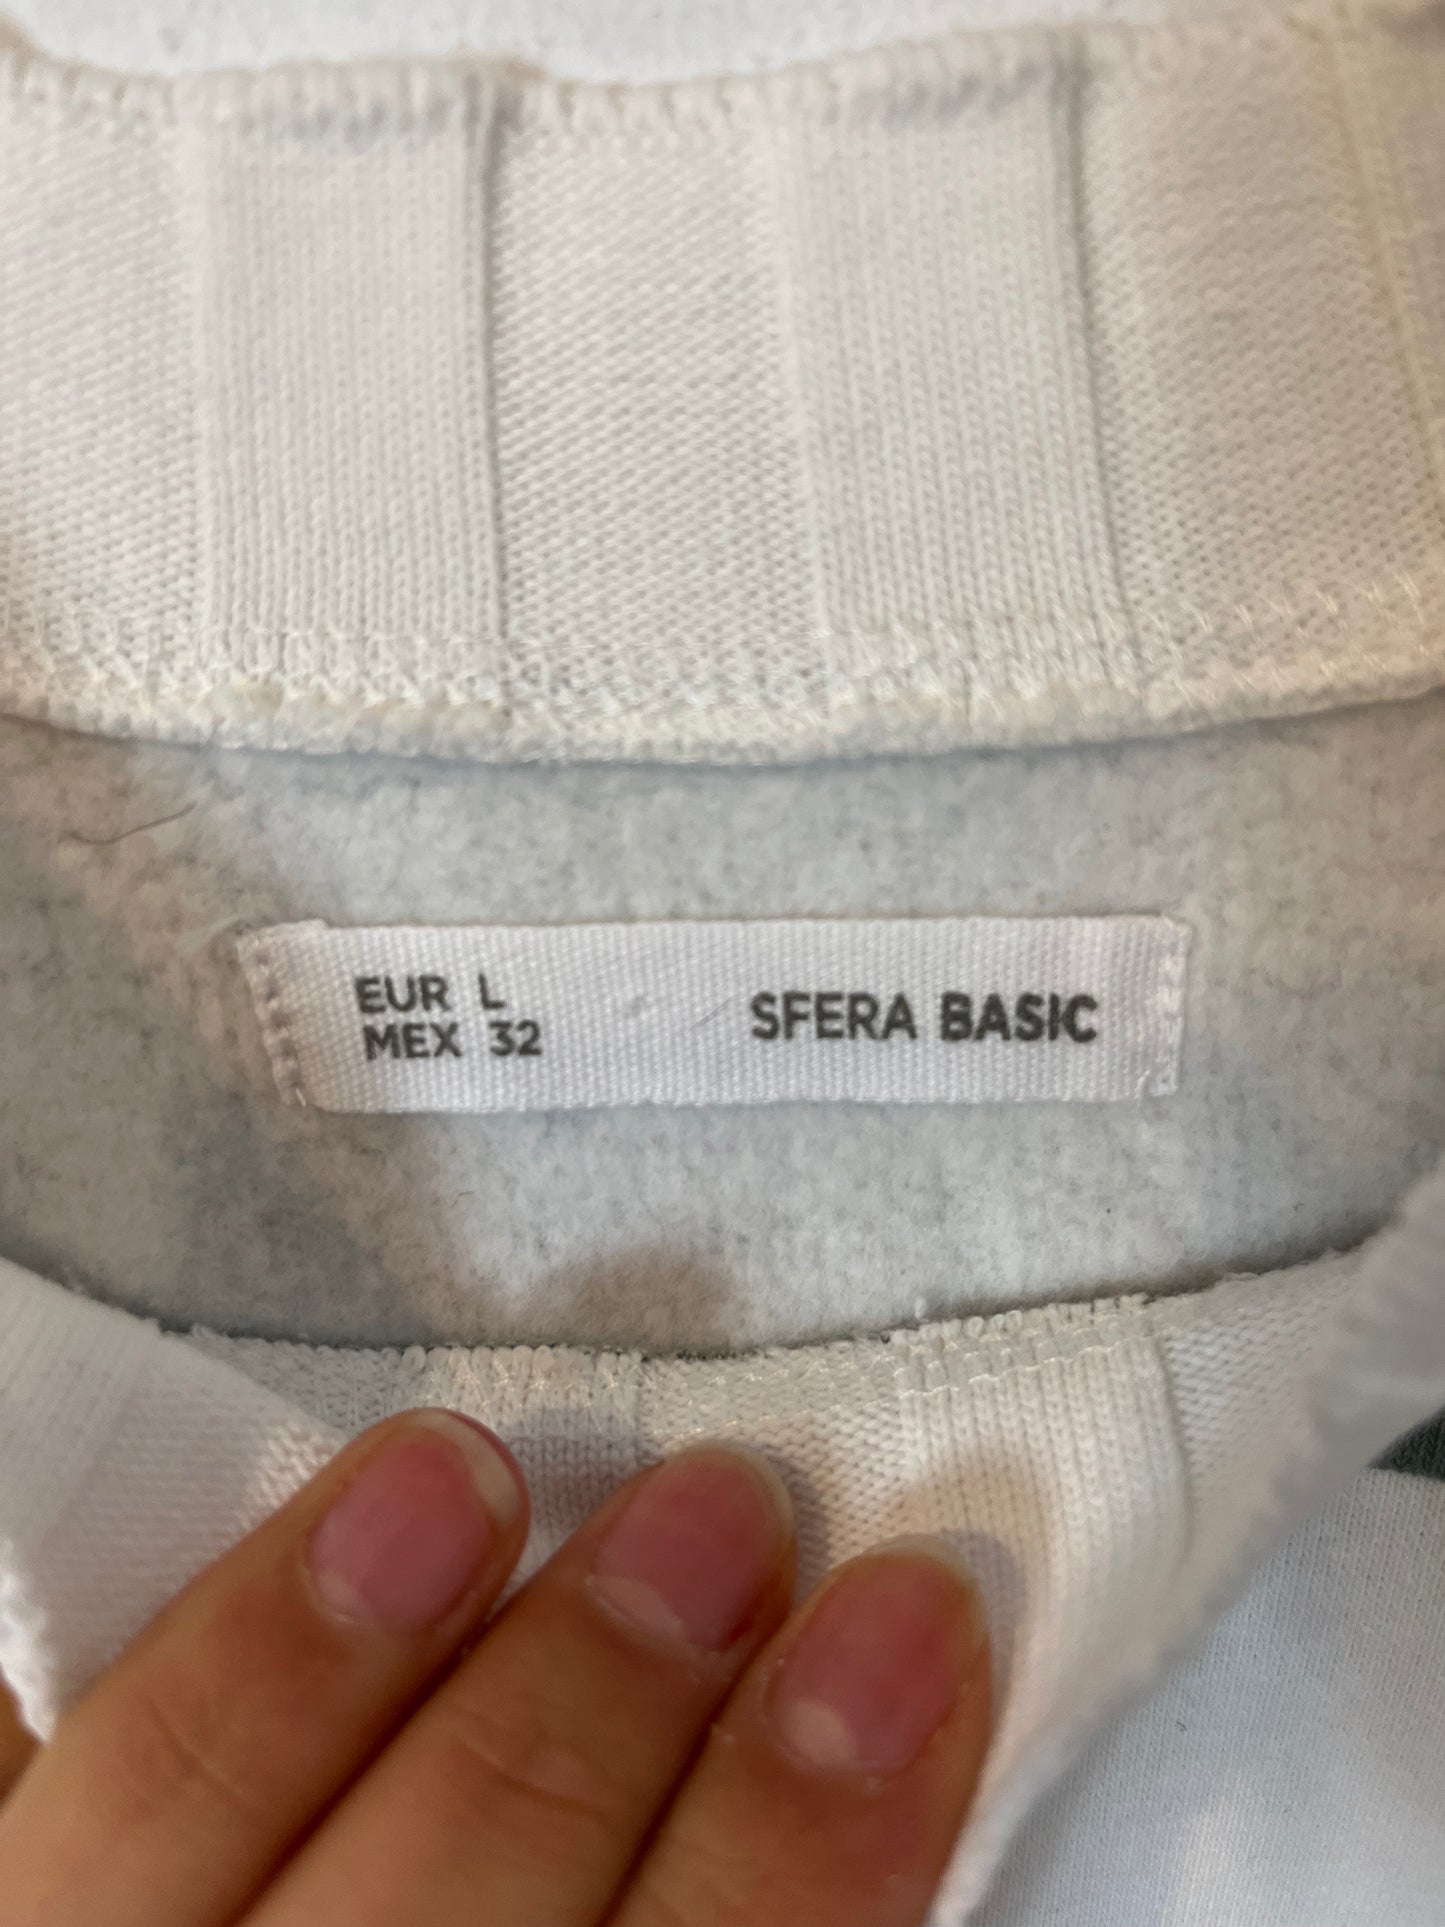 EUR L
MEX 32
SFERA BASIC